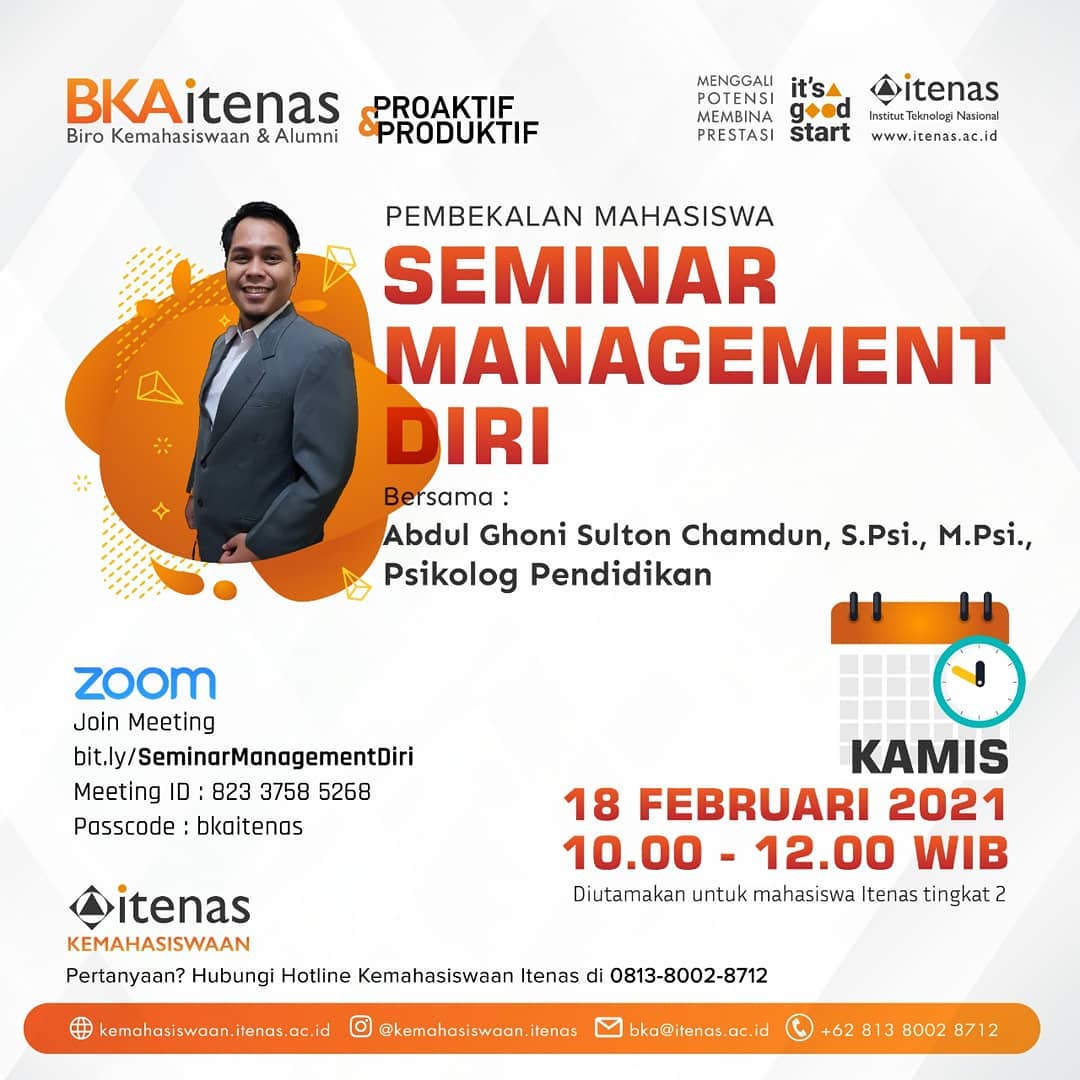 BKAitenas
Biro Kemahasiswaan & Alumni
PROAKTIF
&PRODUKTIF
MENGGALI
POTENSI
MEMBINA
PRESTASI
it's a
good
start
itenas
Institut Teknologi Nasional
www.itenas.ac.id
PEMBEKALAN MAHASISWA
SEMINAR
MANAGEMENT
DIRI
Bersama :
Abdul Ghoni Sulton Chamdun, S.Psi., M.Psi.,
Psikolog Pendidikan
zoom
Join Meeting
bit.ly/SeminarManagementDiri
Meeting ID : 823 3758 5268
Passcode : bkaitenas
KAMIS
18 FEBRUARI 2021
10.00 - 12.00 WIB
Diutamakan untuk mahasiswa Itenas tingkat 2
itenas
KEMAHASISWAAN
Pertanyaan? Hubungi Hotline Kemahasiswaan Itenas di 0813-8002-8712
kemahasiswaan.itenas.ac.id @kemahasiswaan.itenas bka@itenas.ac.id +62 813 8002 8712